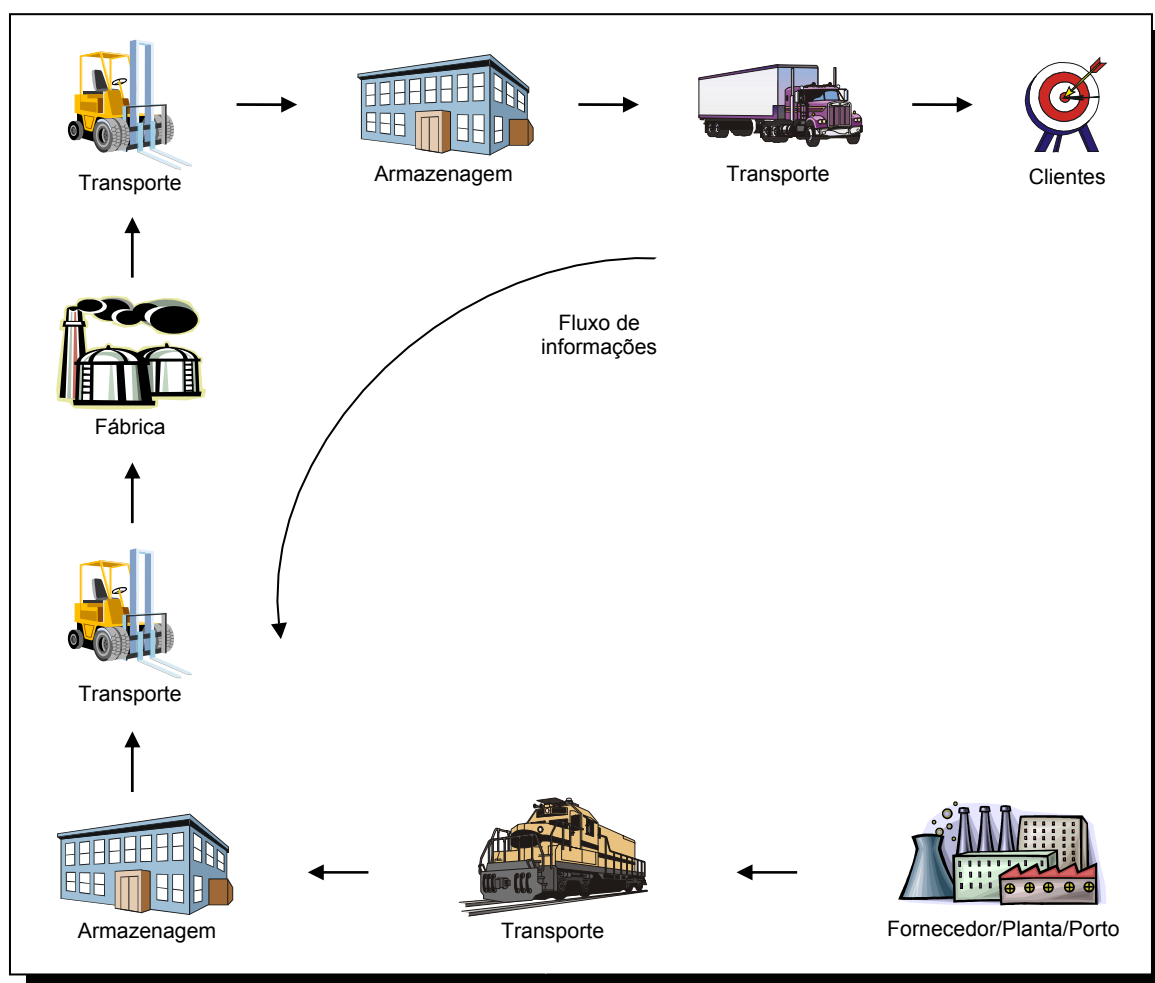 Transporte
Armazenagem
Transporte
Clientes
Fluxo de
informações
Fábrica
Transporte
Armazenagem
Transporte
Fornecedor/Planta/Porto